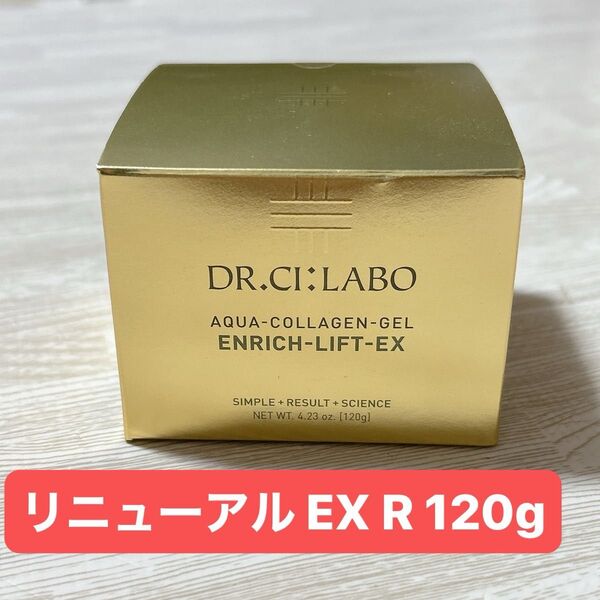 DR.CI:LABO
AQUA-COLLAGEN-GEL
ENRICH-LIFT-EX
SIMPLE+RESULT+SCIENCE
NET WT. 4.23 oz. [120g]
リニューアル EX R 120g